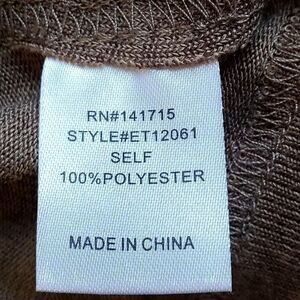 RN#141715
STYLE#ET12061
SELF
100%POLYESTER
MADE IN CHINA